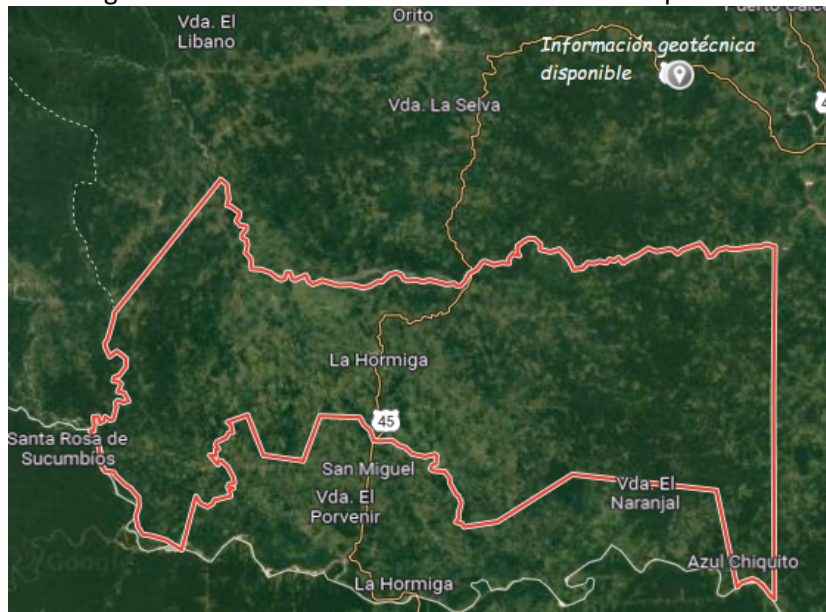 Vda. El
Libano
Orito
Información geotécnica
disponible
Vda. La Selva
La Hormiga
45
Santa Rosa de
Sucumbíos
San Miguel
Vda. El
Porvenir
Vda. El
Naranjal
Azul Chiquito
La Hormiga